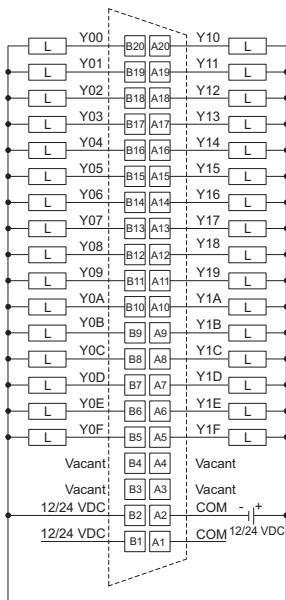 L Y00 B20 A20 Y10 L
L Y01 B19 A19 Y11 L
L Y02 B18 A18 Y12 L
L Y03 B17 A17 Y13 L
L Y04 B16 A16 Y14 L
L Y05 B15 A15 Y15 L
L Y06 B14 A14 Y16 L
L Y07 B13 A13 Y17 L
L Y08 B12 A12 Y18 L
L Y09 B11 A11 Y19 L
L Y0A B10 A10 Y1A L
L Y0B B9 A9 Y1B L
L Y0C B8 A8 Y1C L
L Y0D B7 A7 Y1D L
L Y0E B6 A6 Y1E L
L Y0F B5 A5 Y1F L
Vacant B4 A4 Vacant
Vacant B3 A3 Vacant
12/24 VDC B2 A2 COM - +
12/24 VDC B1 A1 COM 12/24 VDC